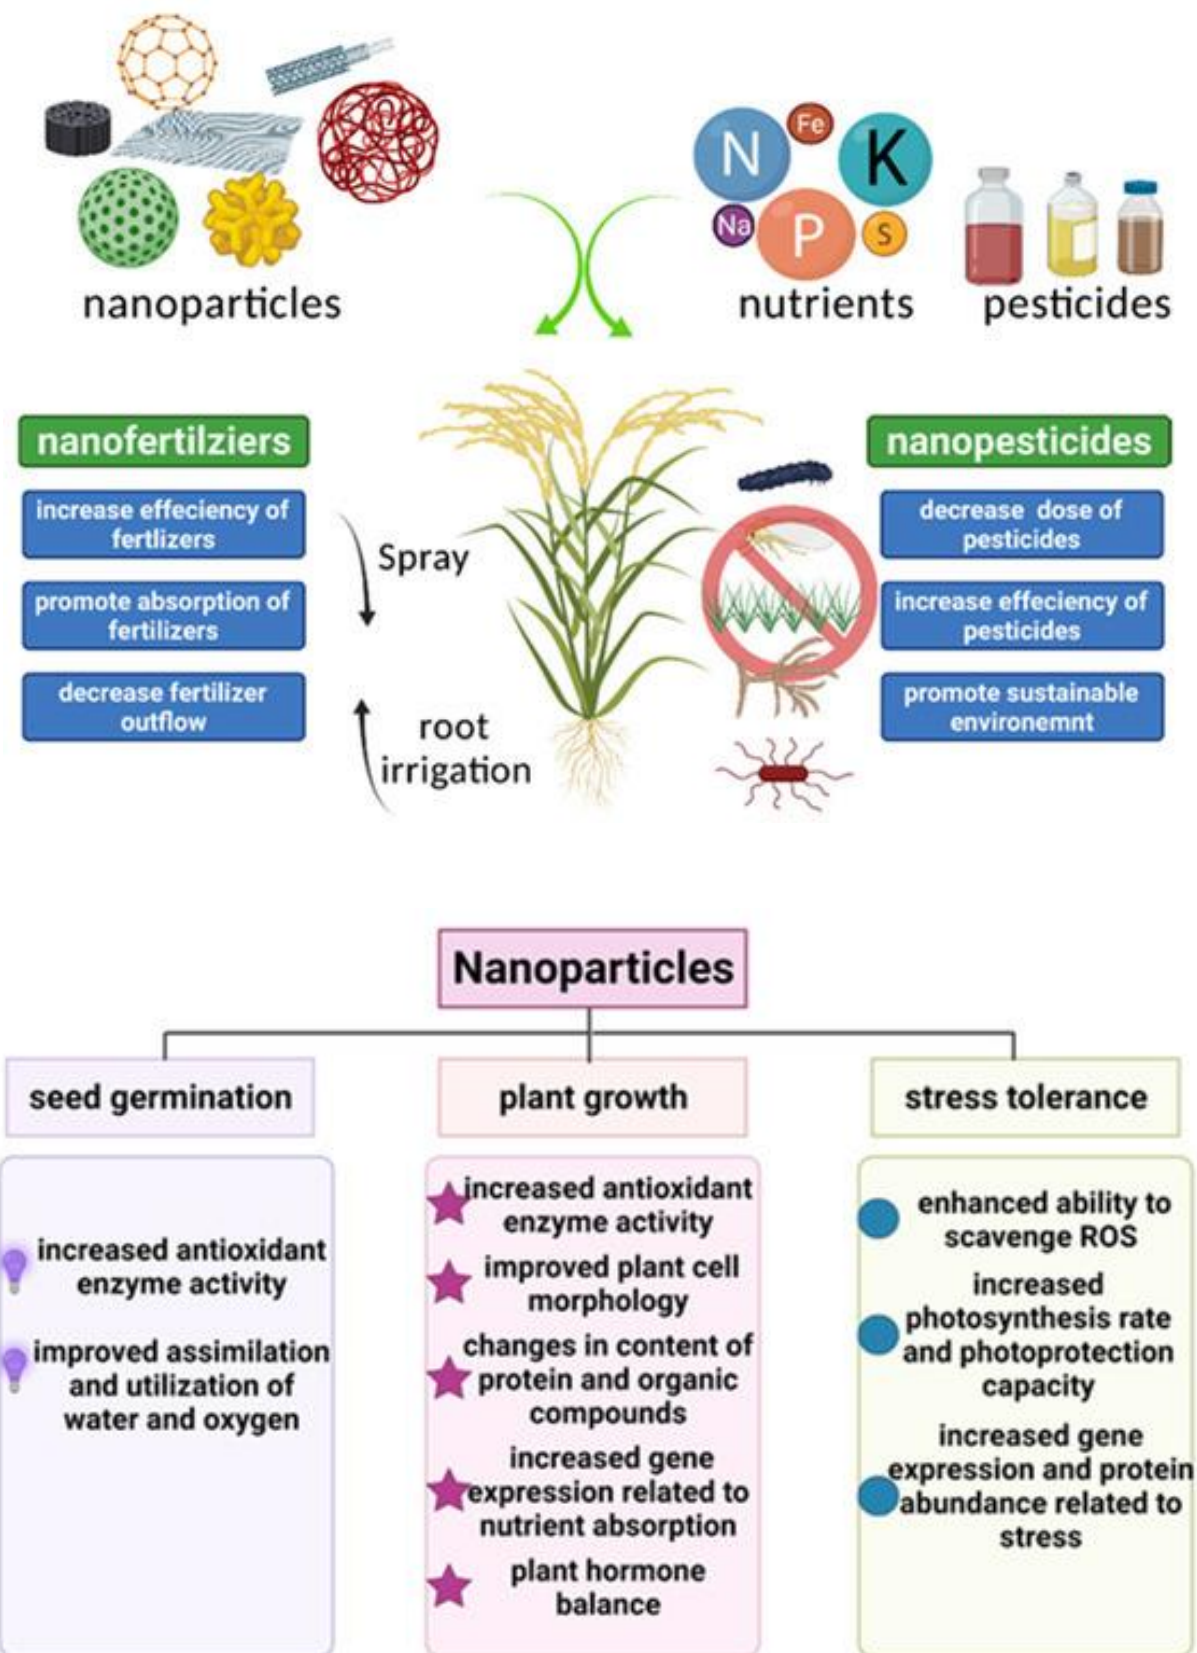 N
Fe
K
Na
P
S
nanoparticles
nutrients
pesticides
nanofertilziers
increase effeciency of
fertlizers
promote absorption of
fertilizers
decrease fertilizer
outflow
Spray
root
irrigation
nanopesticides
decrease dose of
pesticides
increase effeciency of
pesticides
promote sustainable
environemnt
Nanoparticles
seed germination
increased antioxidant
enzyme activity
improved assimilation
and utilization of
water and oxygen
plant growth
increased antioxidant
enzyme activity
improved plant cell
morphology
changes in content of
protein and organic
compounds
increased gene
expression related to
nutrient absorption
plant hormone
balance
stress tolerance
enhanced ability to
scavenge ROS
increased
photosynthesis rate
and photoprotection
capacity
increased gene
expression and protein
abundance related to
stress